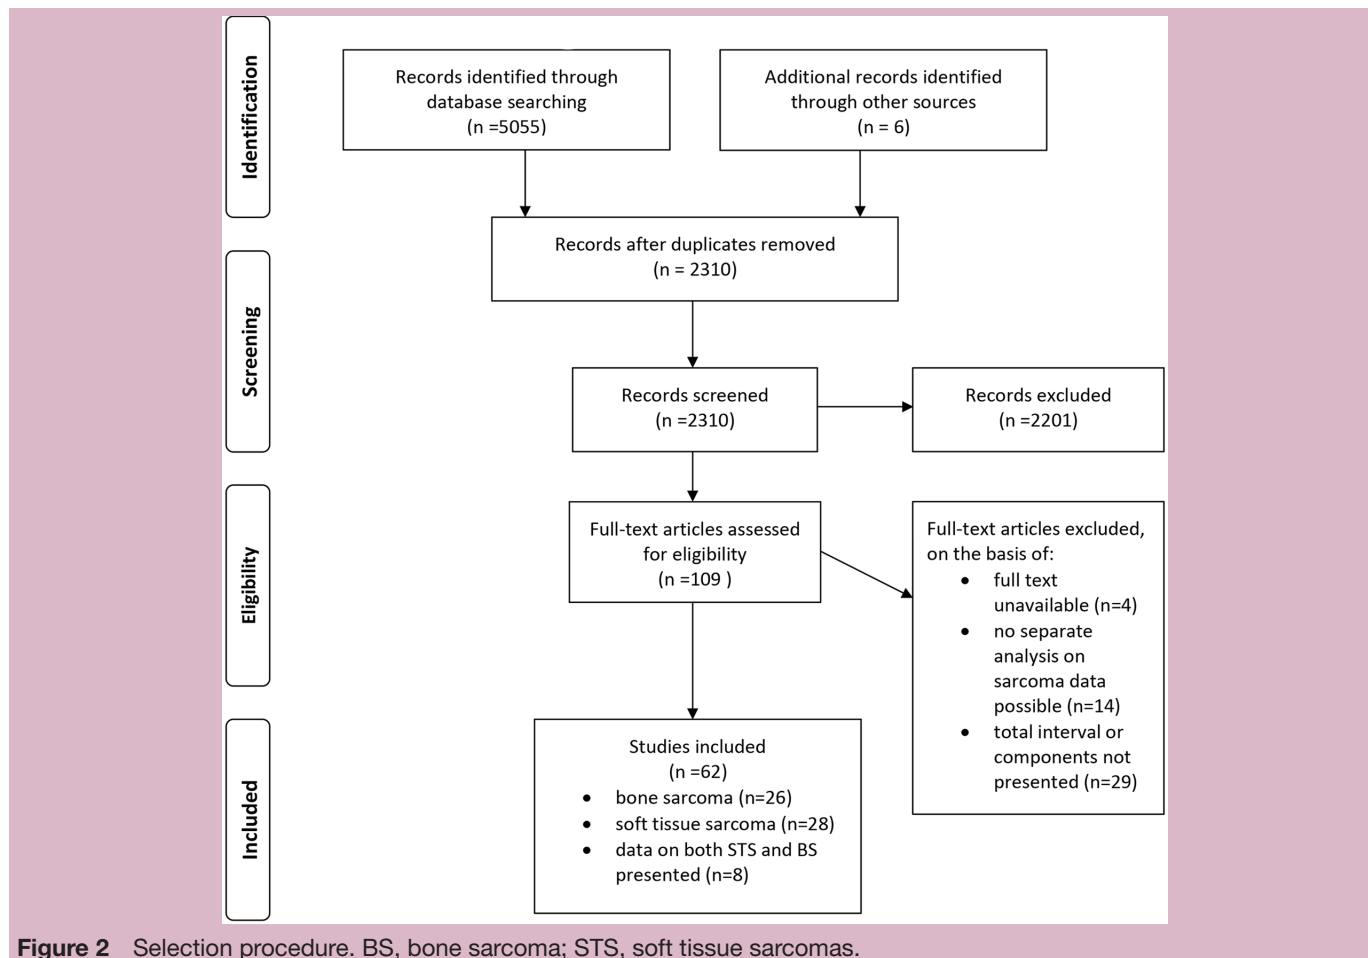 Identification
Records identified through
database searching
(n =5055)
Additional records identified
through other sources
(n = 6)
Records after duplicates removed
(n = 2310)
Screening
Records screened
(n =2310)
Records excluded
(n =2201)
Eligibility
Full-text articles assessed
for eligibility
(n =109 )
Full-text articles excluded,
on the basis of:
• full text
unavailable (n=4)
• no separate
analysis on
sarcoma data
possible (n=14)
• total interval or
components not
presented (n=29)
Included
Studies included
(n =62)
• bone sarcoma (n=26)
• soft tissue sarcoma (n=28)
• data on both STS and BS
presented (n=8)
Figure 2 Selection procedure. BS, bone sarcoma; STS, soft tissue sarcomas.